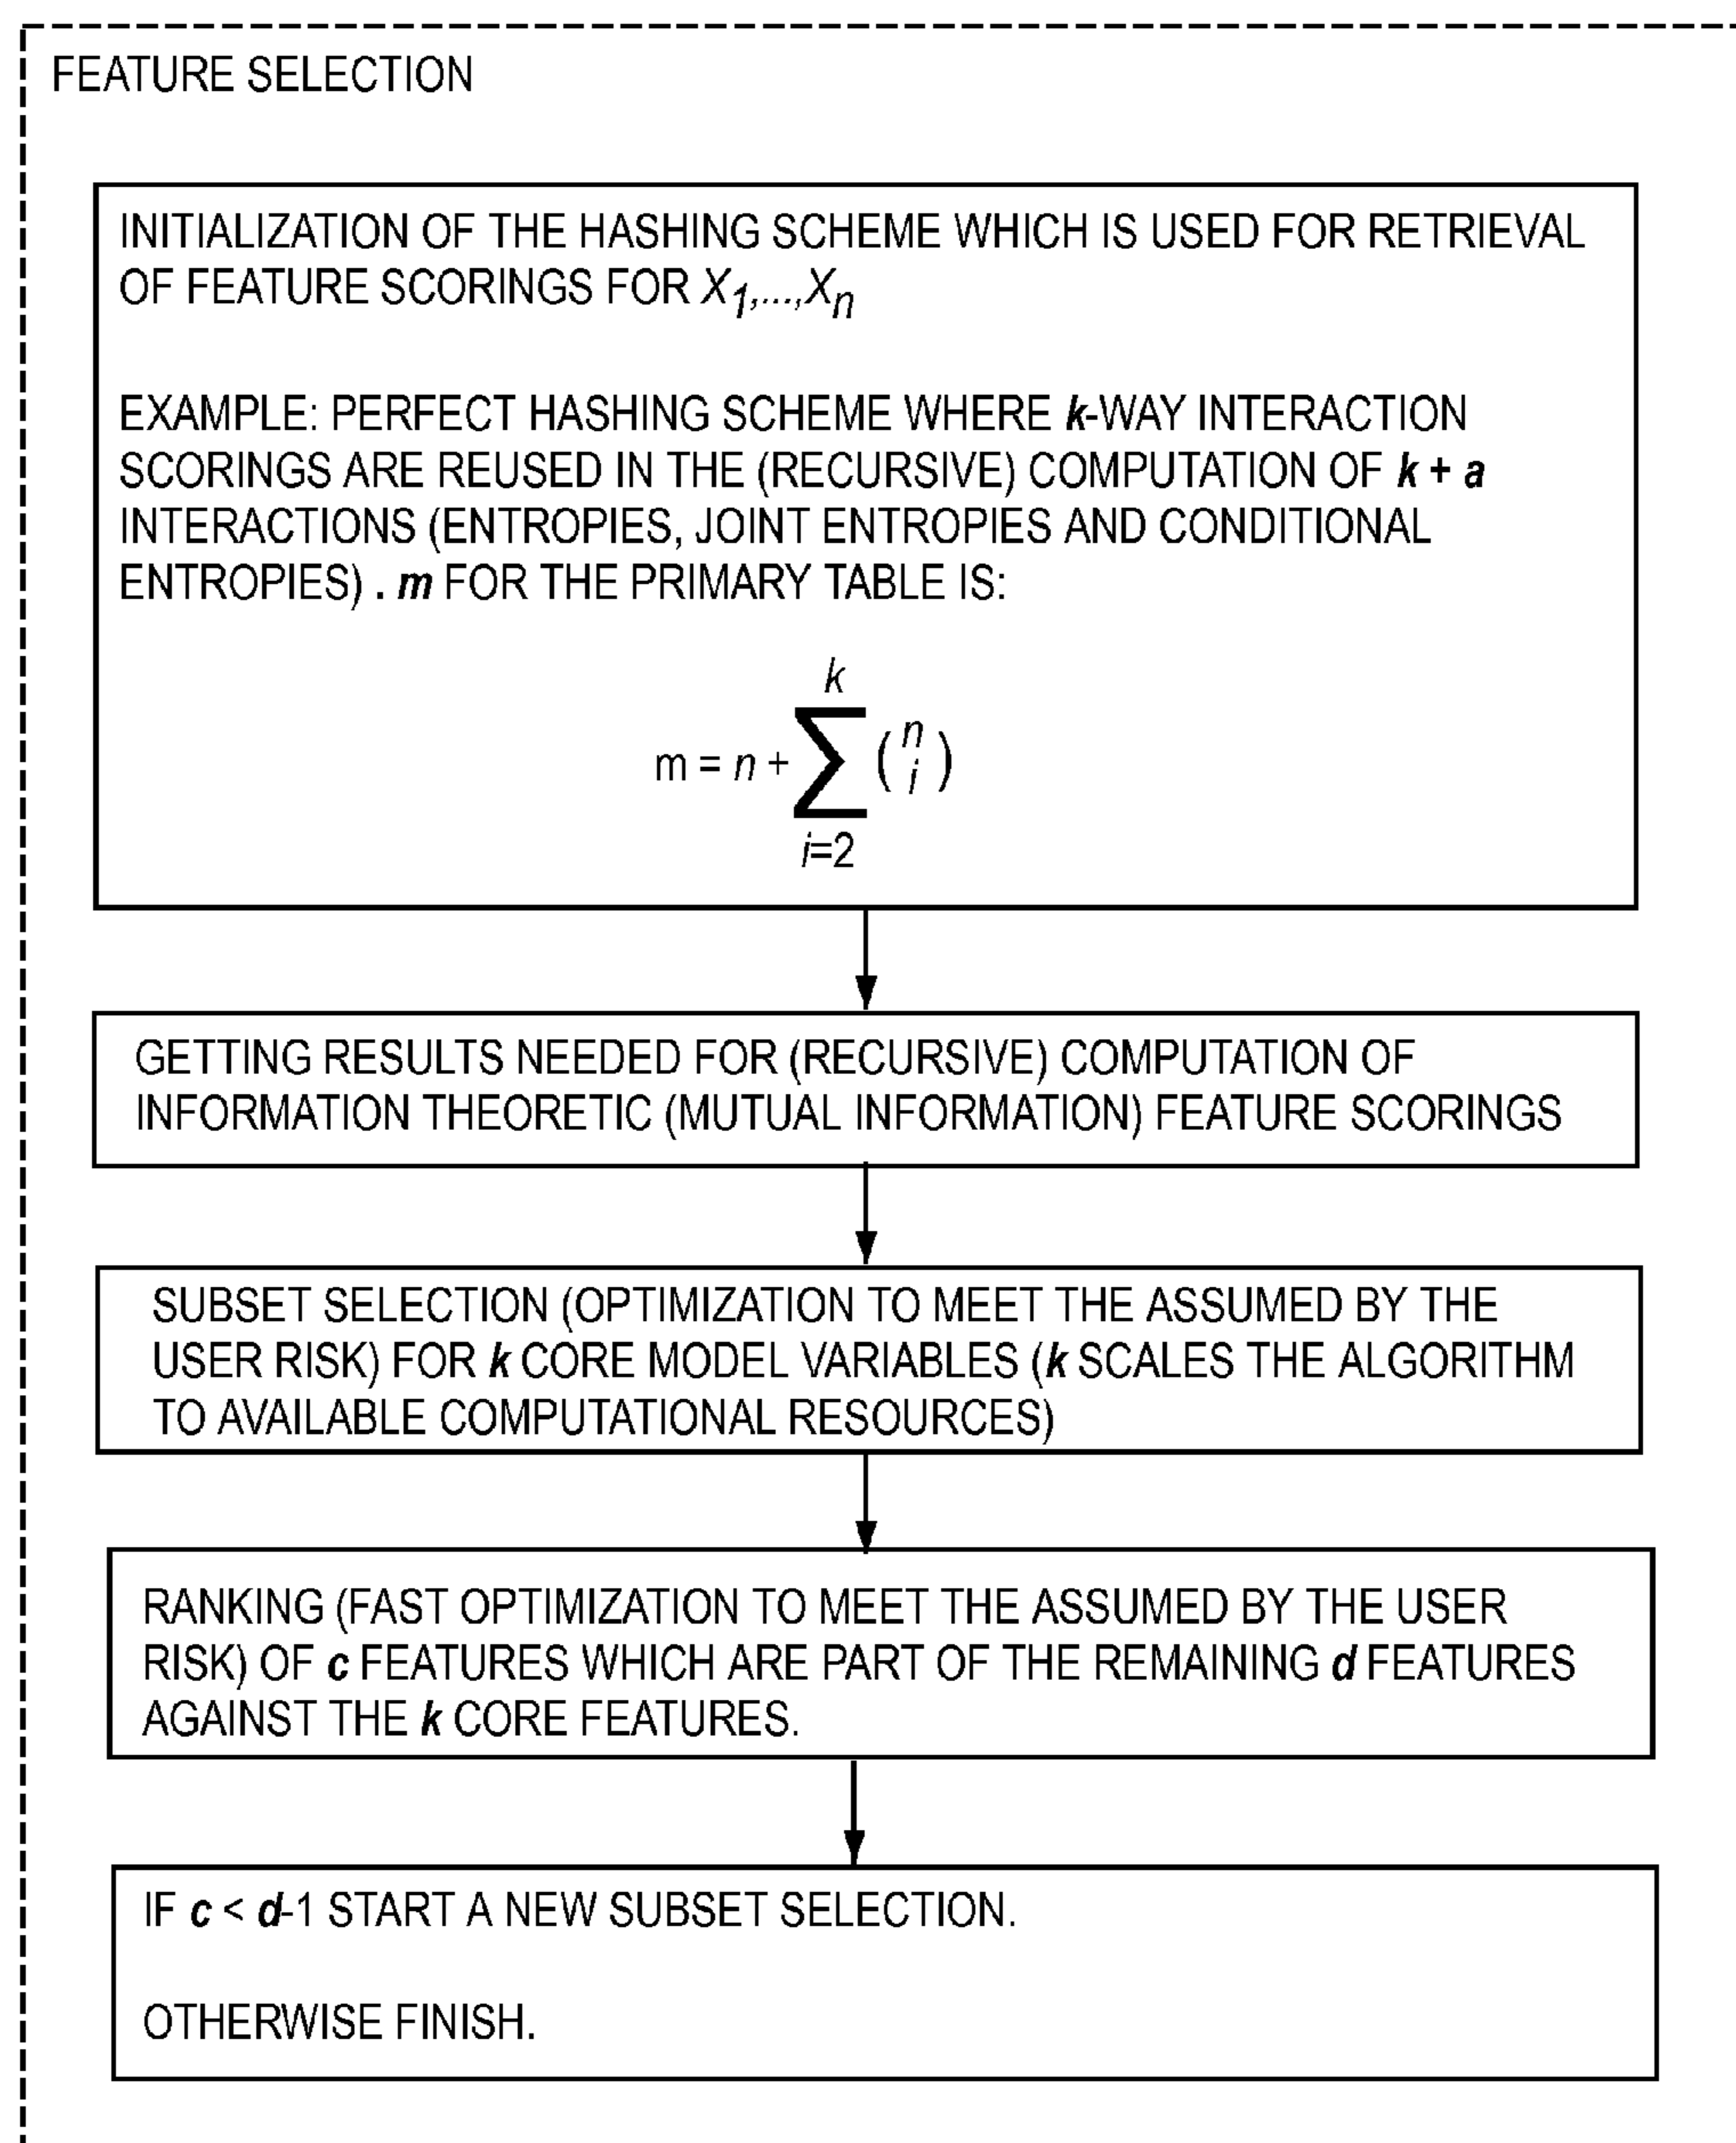 FEATURE SELECTION
INITIALIZATION OF THE HASHING SCHEME WHICH IS USED FOR RETRIEVAL
OF FEATURE SCORINGS FOR X1,...,Xn
EXAMPLE: PERFECT HASHING SCHEME WHERE k-WAY INTERACTION
SCORINGS ARE REUSED IN THE (RECURSIVE) COMPUTATION OF k + a
INTERACTIONS (ENTROPIES, JOINT ENTROPIES AND CONDITIONAL
ENTROPIES) . m FOR THE PRIMARY TABLE IS:
k
m = n + ∑ (n i)
i=2
GETTING RESULTS NEEDED FOR (RECURSIVE) COMPUTATION OF
INFORMATION THEORETIC (MUTUAL INFORMATION) FEATURE SCORINGS
SUBSET SELECTION (OPTIMIZATION TO MEET THE ASSUMED BY THE
USER RISK) FOR k CORE MODEL VARIABLES (k SCALES THE ALGORITHM
TO AVAILABLE COMPUTATIONAL RESOURCES)
RANKING (FAST OPTIMIZATION TO MEET THE ASSUMED BY THE USER
RISK) OF c FEATURES WHICH ARE PART OF THE REMAINING d FEATURES
AGAINST THE k CORE FEATURES.
IF c < d-1 START A NEW SUBSET SELECTION.
OTHERWISE FINISH.